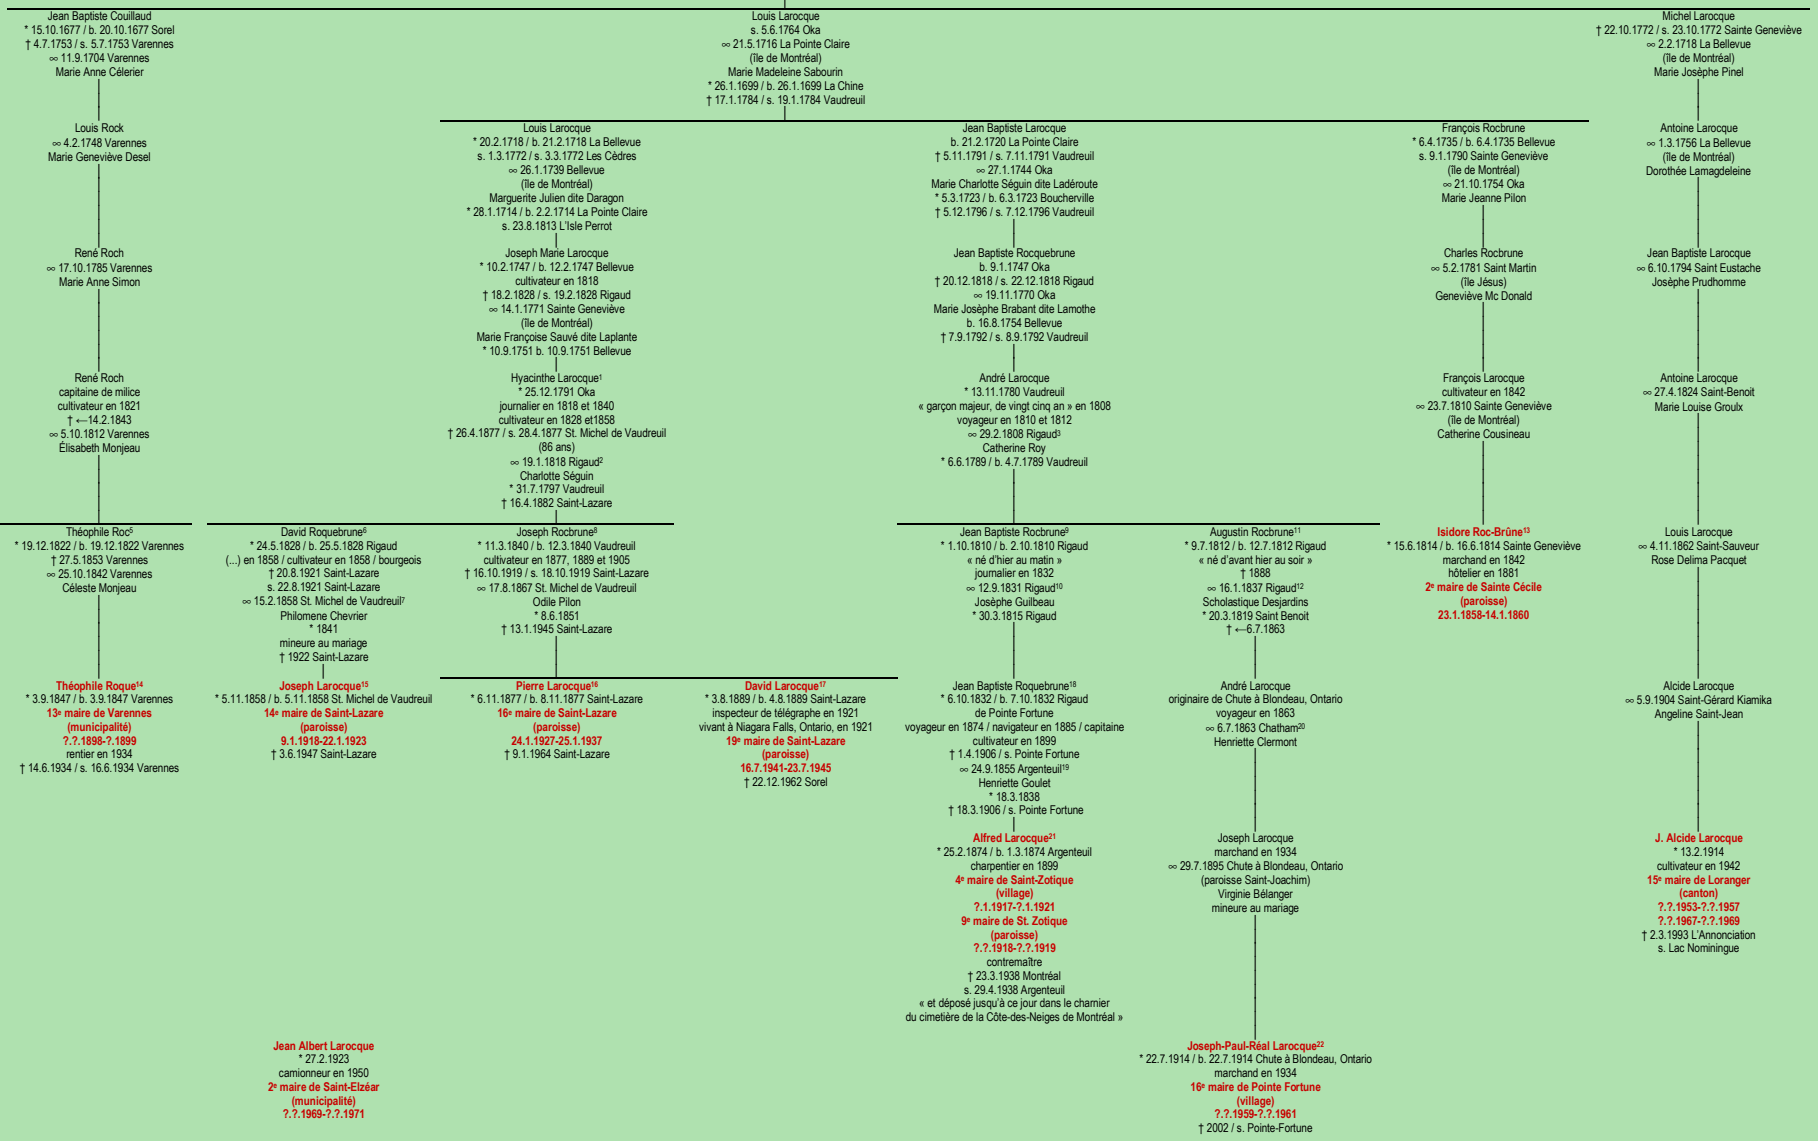 Jean Baptiste Couillaud
* 15.10.1677 / b. 20.10.1677 Sorel
† 4.7.1753 / s. 5.7.1753 Varennes
∞ 11.9.1704 Varennes
Marie Anne Célerier
Louis Larocque
s. 5.6.1764 Oka
∞ 21.5.1716 La Pointe Claire
(île de Montréal)
Marie Madeleine Sabourin
* 26.1.1699 / b. 26.1.1699 La Chine
† 17.1.1784 / s. 19.1.1784 Vaudreuil
Michel Larocque
† 22.10.1772 / s. 23.10.1772 Sainte Geneviève
∞ 2.2.1718 La Bellevue
(île de Montréal)
Marie Josèphe Pinel
Louis Rock
∞ 4.2.1748 Varennes
Marie Geneviève Desel
Louis Larocque
* 20.2.1718 / b. 21.2.1718 La Bellevue
s. 1.3.1772 / s. 3.3.1772 Les Cèdres
∞ 26.1.1739 Bellevue
(île de Montréal)
Marguerite Julien dite Daragon
* 28.1.1714 / b. 2.2.1714 La Pointe Claire
s. 23.8.1813 L'Isle Perrot
Jean Baptiste Larocque
b. 21.2.1720 La Pointe Claire
† 5.11.1791 / s. 7.11.1791 Vaudreuil
∞ 27.1.1744 Oka
Marie Charlotte Séguin dite Ladéroute
* 5.3.1723 / b. 6.3.1723 Boucherville
† 5.12.1796 / s. 7.12.1796 Vaudreuil
François Rocbrune
* 6.4.1735 / b. 6.4.1735 Bellevue
s. 9.1.1790 Sainte Geneviève
(île de Montréal)
∞ 21.10.1754 Oka
Marie Jeanne Pilon
Antoine Larocque
∞ 1.3.1756 La Bellevue
(île de Montréal)
Dorothée Lamagdeleine
René Roch
∞ 17.10.1785 Varennes
Marie Anne Simon
Joseph Marie Larocque
* 10.2.1747 / b. 12.2.1747 Bellevue
cultivateur en 1818
† 18.2.1828 / s. 19.2.1828 Rigaud
∞ 14.1.1771 Sainte Geneviève
(île de Montréal)
Marie Françoise Sauvé dite Laplante
* 10.9.1751 b. 10.9.1751 Bellevue
Jean Baptiste Rocquebrune
b. 9.1.1747 Oka
† 20.12.1818 / s. 22.12.1818 Rigaud
∞ 19.11.1770 Oka
Marie Josèphe Brabant dite Lamothe
b. 16.8.1754 Bellevue
† 7.9.1792 / s. 8.9.1792 Vaudreuil
Charles Rocbrune
∞ 5.2.1781 Saint Martin
(île Jésus)
Geneviève Mc Donald
Jean Baptiste Larocque
∞ 6.10.1794 Saint Eustache
Josèphe Prudhomme
René Roch
capitaine de milice
cultivateur en 1821
† ←14.2.1843
∞ 5.10.1812 Varennes
Élisabeth Monjeau
Hyacinthe Larocque¹
* 25.12.1791 Oka
journalier en 1818 et 1840
cultivateur en 1828 et1858
† 26.4.1877 / s. 28.4.1877 St. Michel de Vaudreuil
(86 ans)
∞ 19.1.1818 Rigaud²
Charlotte Séguin
* 31.7.1797 Vaudreuil
† 16.4.1882 Saint-Lazare
André Larocque
* 13.11.1780 Vaudreuil
« garçon majeur, de vingt cinq an » en 1808
voyageur en 1810 et 1812
∞ 29.2.1808 Rigaud³
Catherine Roy
* 6.6.1789 / b. 4.7.1789 Vaudreuil
François Larocque
cultivateur en 1842
∞ 23.7.1810 Sainte Geneviève
(île de Montréal)
Catherine Cousineau
Antoine Larocque
∞ 27.4.1824 Saint-Benoit
Marie Louise Groulx
Théophile Roc⁵
* 19.12.1822 / b. 19.12.1822 Varennes
† 27.5.1853 Varennes
∞ 25.10.1842 Varennes
Céleste Monjeau
David Roquebrune⁶
* 24.5.1828 / b. 25.5.1828 Rigaud
(...) en 1858 / cultivateur en 1858 / bourgeois
† 20.8.1921 Saint-Lazare
s. 22.8.1921 Saint-Lazare
∞ 15.2.1858 St. Michel de Vaudreuil⁷
Philomene Chevrier
* 1841
mineure au mariage
† 1922 Saint-Lazare
Joseph Rocbrune⁸
* 11.3.1840 / b. 12.3.1840 Vaudreuil
cultivateur en 1877, 1889 et 1905
† 16.10.1919 / s. 18.10.1919 Saint-Lazare
∞ 17.8.1867 St. Michel de Vaudreuil
Odile Pilon
* 8.6.1851
† 13.1.1945 Saint-Lazare
Jean Baptiste Rocbrune⁹
* 1.10.1810 / b. 2.10.1810 Rigaud
« né d'hier au matin »
journalier en 1832
∞ 12.9.1831 Rigaud¹⁰
Josèphe Guilbeau
* 30.3.1815 Rigaud
Augustin Rocbrune¹¹
* 9.7.1812 / b. 12.7.1812 Rigaud
« né d'avant hier au soir »
† 1888
∞ 16.1.1837 Rigaud¹²
Scholastique Desjardins
* 20.3.1819 Saint Benoit
† ←6.7.1863
Isidore Roc-Brûne¹³
* 15.6.1814 / b. 16.6.1814 Sainte Geneviève
marchand en 1842
hôtelier en 1881
2ᵉ maire de Sainte Cécile
(paroisse)
23.1.1858-14.1.1860
Louis Larocque
∞ 4.11.1862 Saint-Sauveur
Rose Delima Pacquet
Théophile Roque¹⁴
* 3.9.1847 / b. 3.9.1847 Varennes
13ᵉ maire de Varennes
(municipalité)
?.?.1898-?.1899
rentier en 1934
† 14.6.1934 / s. 16.6.1934 Varennes
Joseph Larocque¹⁵
* 5.11.1858 / b. 5.11.1858 St. Michel de Vaudreuil
14ᵉ maire de Saint-Lazare
(paroisse)
9.1.1918-22.1.1923
† 3.6.1947 Saint-Lazare
Pierre Larocque¹⁶
* 6.11.1877 / b. 8.11.1877 Saint-Lazare
16ᵉ maire de Saint-Lazare
(paroisse)
24.1.1927-25.1.1937
† 9.1.1964 Saint-Lazare
David Larocque¹⁷
* 3.8.1889 / b. 4.8.1889 Saint-Lazare
inspecteur de télégraphe en 1921
vivant à Niagara Falls, Ontario, en 1921
19ᵉ maire de Saint-Lazare
(paroisse)
16.7.1941-23.7.1945
† 22.12.1962 Sorel
Jean Baptiste Roquebrune¹⁸
* 6.10.1832 / b. 7.10.1832 Rigaud
de Pointe Fortune
voyageur en 1874 / navigateur en 1885 / capitaine
cultivateur en 1899
† 1.4.1906 / s. Pointe Fortune
∞ 24.9.1855 Argenteuil¹⁹
Henriette Goulet
* 18.3.1838
† 18.3.1906 / s. Pointe Fortune
André Larocque
originaire de Chute à Blondeau, Ontario
voyageur en 1863
∞ 6.7.1863 Chatham²⁰
Henriette Clermont
Alcide Larocque
∞ 5.9.1904 Saint-Gérard Kiamika
Angeline Saint-Jean
Alfred Larocque²¹
* 25.2.1874 / b. 1.3.1874 Argenteuil
charpentier en 1899
4ᵉ maire de Saint-Zotique
(village)
?.1.1917-?.1.1921
9ᵉ maire de St. Zotique
(paroisse)
?.?.1918-?.?.1919
contremaître
† 23.3.1938 Montréal
s. 29.4.1938 Argenteuil
« et déposé jusqu'à ce jour dans le charnier
du cimetière de la Côte-des-Neiges de Montréal »
Joseph Larocque
marchand en 1934
∞ 29.7.1895 Chute à Blondeau, Ontario
(paroisse Saint-Joachim)
Virginie Bélanger
mineure au mariage
J. Alcide Larocque
* 13.2.1914
cultivateur en 1942
15ᵉ maire de Loranger
(canton)
?.?.1953-?.?.1957
?.?.1967-?.?.1969
† 2.3.1993 L'Annonciation
s. Lac Nominingue
Jean Albert Larocque
* 27.2.1923
camionneur en 1950
2ᵉ maire de Saint-Elzéar
(municipalité)
?.?.1969-?.?.1971
Joseph-Paul-Réal Larocque²²
* 22.7.1914 / b. 22.7.1914 Chute à Blondeau, Ontario
marchand en 1934
16ᵉ maire de Pointe Fortune
(village)
?.?.1959-?.?.1961
† 2002 / s. Pointe-Fortune